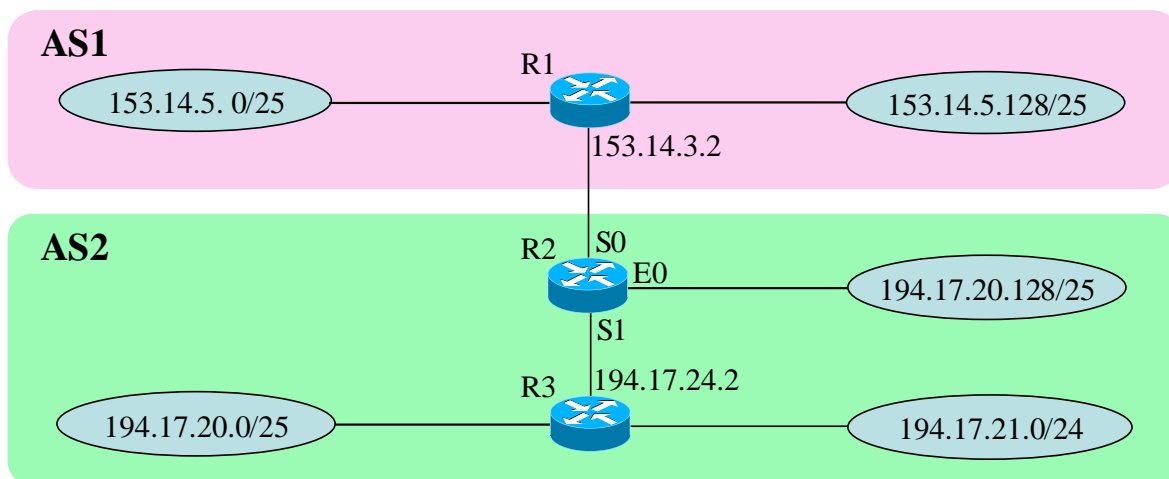 AS1
R1
153.14.5. 0/25
153.14.5.128/25
153.14.3.2
AS2
R2
S0
E0
194.17.20.128/25
S1
R3
194.17.24.2
194.17.20.0/25
194.17.21.0/24